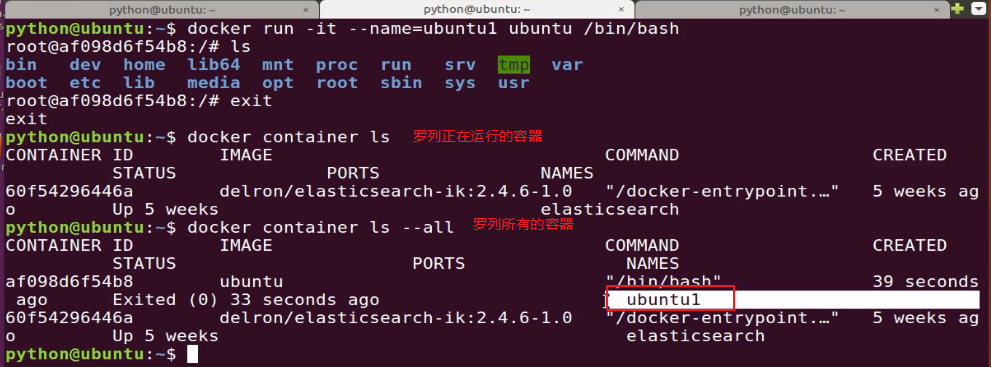 python@ubuntu: ~ × python@ubuntu: ~ × python@ubuntu: ~ ×
python@ubuntu:~$ docker run -it --name=ubuntu1 ubuntu /bin/bash
root@af098d6f54b8:/# ls
bin dev home lib64 mnt proc run srv tmp var
boot etc lib media opt root sbin sys usr
root@af098d6f54b8:/# exit
exit
python@ubuntu:~$ docker container ls 罗列正在运行的容器
CONTAINER ID IMAGE COMMAND CREATED
STATUS PORTS NAMES
60f54296446a delron/elasticsearch-ik:2.4.6-1.0 "/docker-entrypoint.…" 5 weeks ag
o Up 5 weeks elasticsearch
python@ubuntu:~$ docker container ls --all 罗列所有的容器
CONTAINER ID IMAGE COMMAND CREATED
STATUS PORTS NAMES
af098d6f54b8 ubuntu "/bin/bash" 39 seconds
ago Exited (0) 33 seconds ago ubuntu1
60f54296446a delron/elasticsearch-ik:2.4.6-1.0 "/docker-entrypoint.…" 5 weeks ag
o Up 5 weeks elasticsearch
python@ubuntu:~$